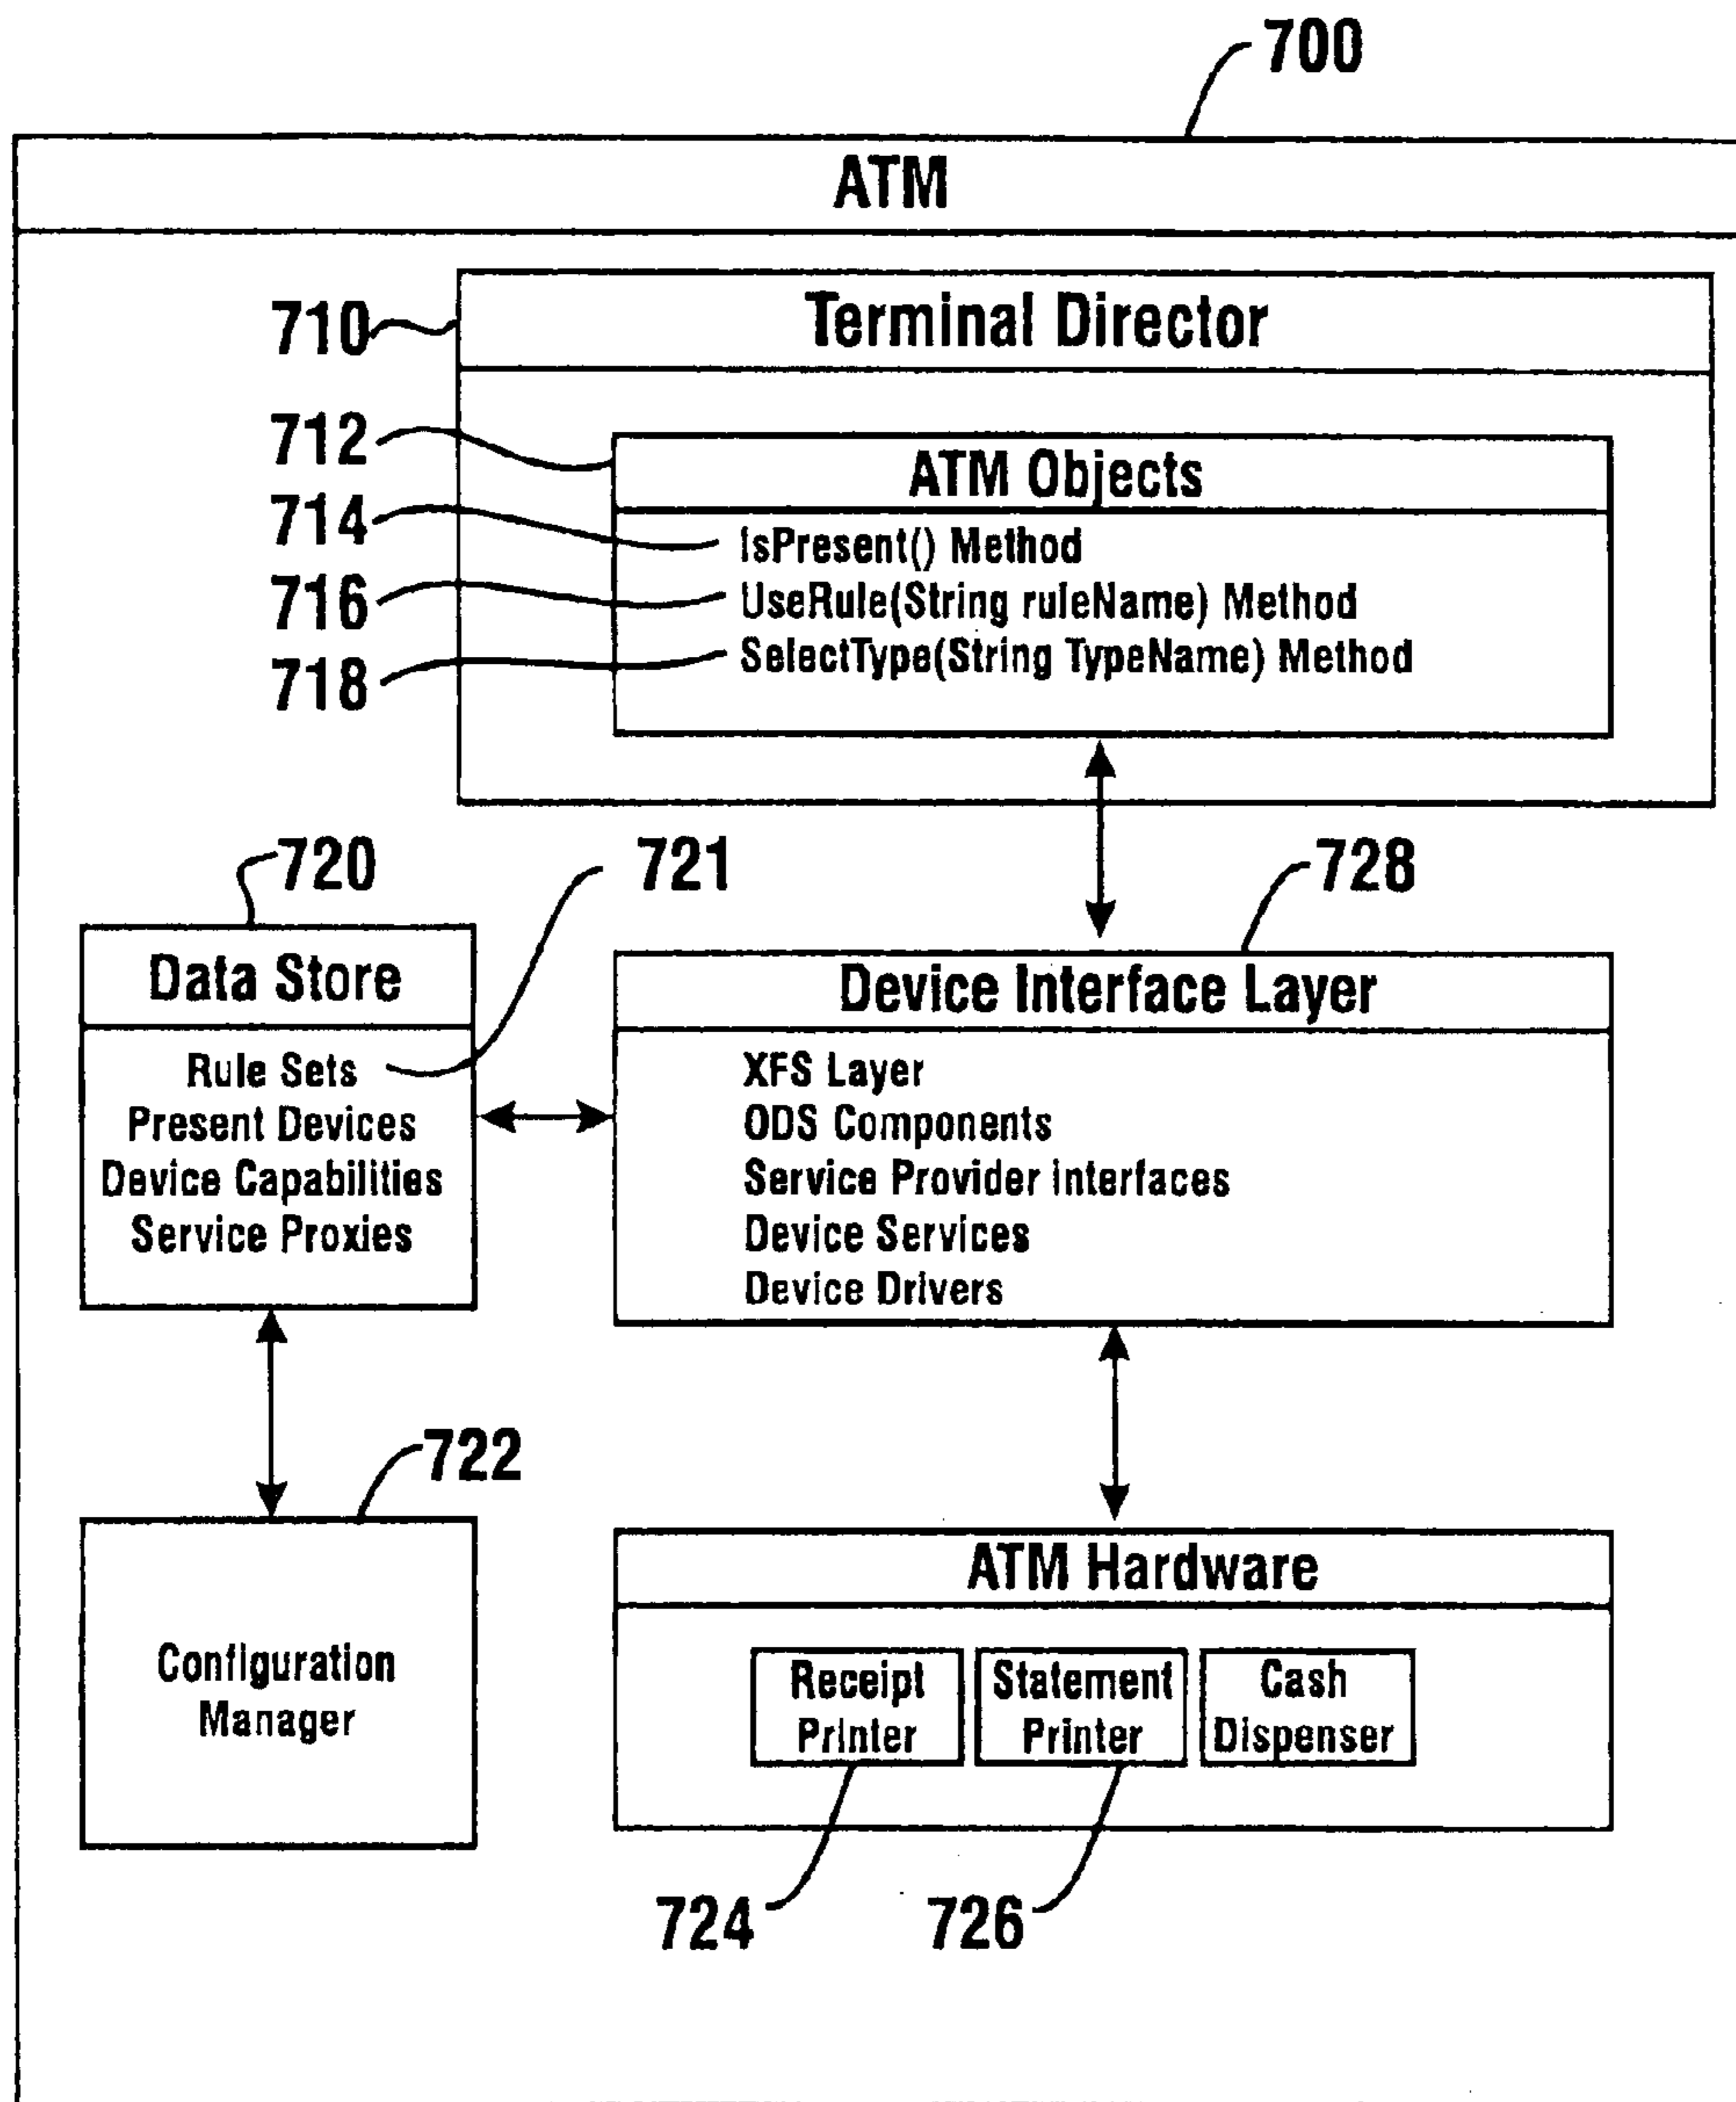 700
ATM
710
Terminal Director
712
ATM Objects
714
IsPresent() Method
716
UseRule(String ruleName) Method
718
SelectType(String TypeName) Method
720
721
728
Data Store
Rule Sets
Present Devices
Device Capabilities
Service Proxies
Device Interface Layer
XFS Layer
ODS Components
Service Provider Interfaces
Device Services
Device Drivers
722
Configuration
Manager
ATM Hardware
Receipt
Printer
Statement
Printer
Cash
Dispenser
724
726